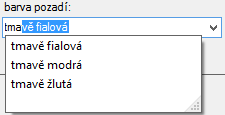 barva pozadí:
tmavě fialová
tmavě fialová
tmavě modrá
tmavě žlutá